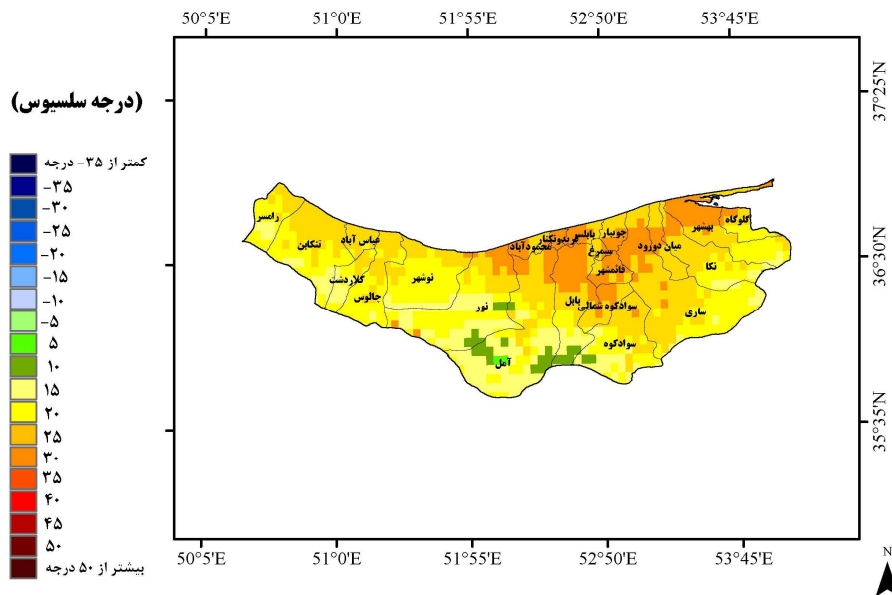 50°5'E 51°0'E 51°55'E 52°50'E 53°45'E
(درجه سلسیوس)
کمتر از ۳۵- درجه
-۳۵
-۳۰
-۲۵
-۲۰
-۱۵
-۱۰
-۵
۵
۱۰
۱۵
۲۰
۲۵
۳۰
۳۵
۴۰
۴۵
۵۰
بیشتر از ۵۰ درجه
37°25'N
36°30'N
35°35'N
رامسر
تنکابن
عباس آباد
کلاردشت
چالوس
نوشهر
نور
محمودآباد
فریدونکنار
بابلسر
جویبار
سیمرغ
قائمشهر
میان دورود
بهشهر
گلوگاه
نکا
ساری
بابل
سوادکوه شمالی
سوادکوه
آمل
50°5'E 51°0'E 51°55'E 52°50'E 53°45'E
N